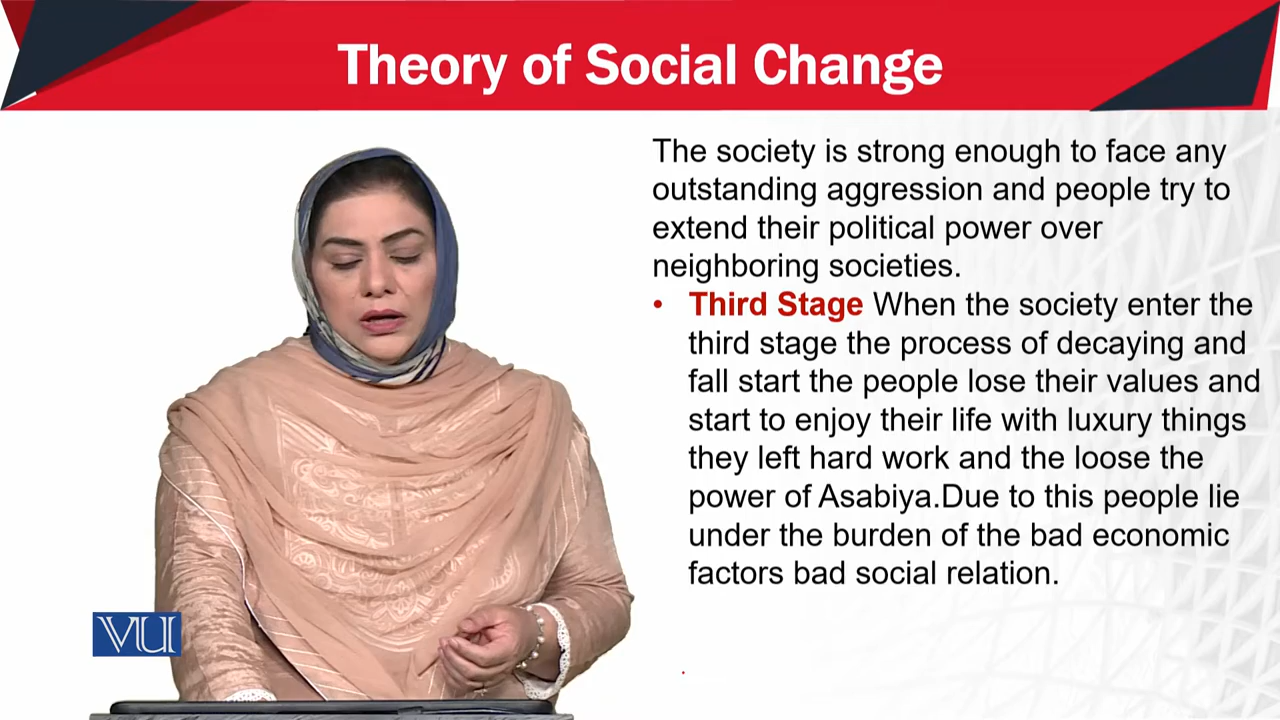 Theory of Social Change
The society is strong enough to face any
outstanding aggression and people try to
extend their political power over
neighboring societies.
• Third Stage When the society enter the
third stage the process of decaying and
fall start the people lose their values and
start to enjoy their life with luxury things
they left hard work and the loose the
power of Asabiya.Due to this people lie
under the burden of the bad economic
factors bad social relation.
VU